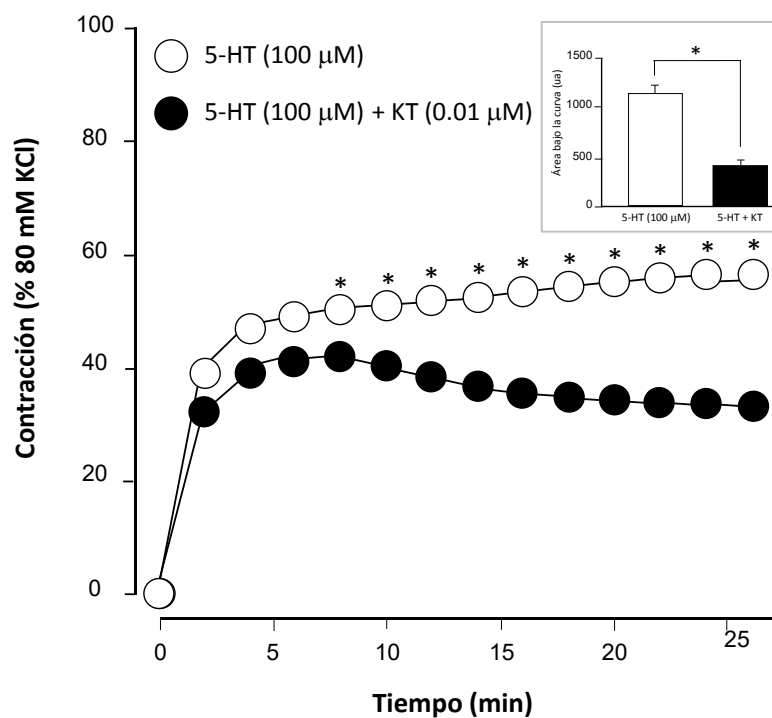 100
80
60
40
20
0
Contracción (% 80 mM KCl)
5-HT (100 μM)
5-HT (100 μM) + KT (0.01 μM)
* * * * * * * * * *
0 5 10 15 20 25
Tiempo (min)
1500
1000
500
0
Área bajo la curva (ua)
*
5-HT (100 μM) 5-HT + KT